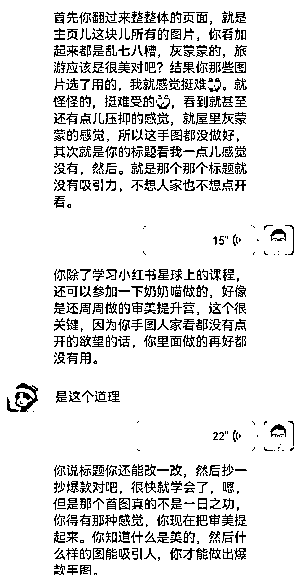 首先你翻过来整整体的页面，就是
主页儿这块儿所有的图片，你看加
起来都是乱七八糟，灰蒙蒙的，旅
游应该是很美对吧？结果你那些图
片选了用的，我就感觉挺难。就
怪怪的，挺难受的，看到就甚至
还有点儿压抑的感觉，就屋里灰蒙
蒙的感觉，所以这手图都没做好，
其次就是你的标题看我一点儿感觉
没有，然后。就是那个那个标题就
没有吸引力，不想人家也不想点开
看。
15"
你除了学习小红书星球上的课程，
还可以参加一下奶奶喵做的，好像
是还周周做的审美提升营，这个很
关键，因为你手图人家看都没有点
开的欲望的话，你里面做的再好都
没有用。
是这个道理
22"
你说标题你还能改一改，然后抄一
抄爆款对吧，很快就学会了，嗯，
但是那个首图真的不是一日之功，
你得有那种感觉，你现在把审美提
起来。你知道什么是美的，然后什
么样的图能吸引人，你才能做出爆
款手图。